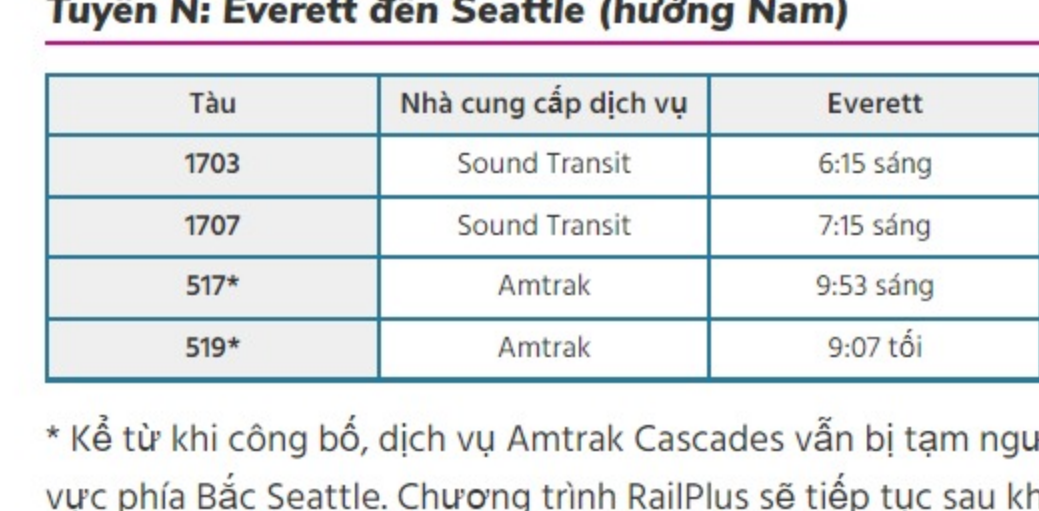 Tuyến N: Everett đến Seattle (hướng Nam)
Tàu Nhà cung cấp dịch vụ Everett
1703 Sound Transit 6:15 sáng
1707 Sound Transit 7:15 sáng
517* Amtrak 9:53 sáng
519* Amtrak 9:07 tối
* Kể từ khi công bố, dịch vụ Amtrak Cascades vẫn bị tạm
vực phía Bắc Seattle. Chương trình RailPlus sẽ tiếp tục sau